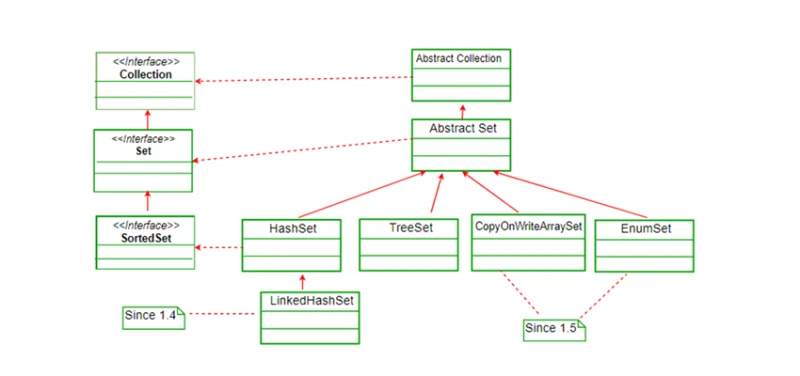 <<Interface>>
Collection
Abstract Collection
<<Interface>>
Set
Abstract Set
<<Interface>>
SortedSet
HashSet
TreeSet
CopyOnWriteArraySet
EnumSet
LinkedHashSet
Since 1.4
Since 1.5